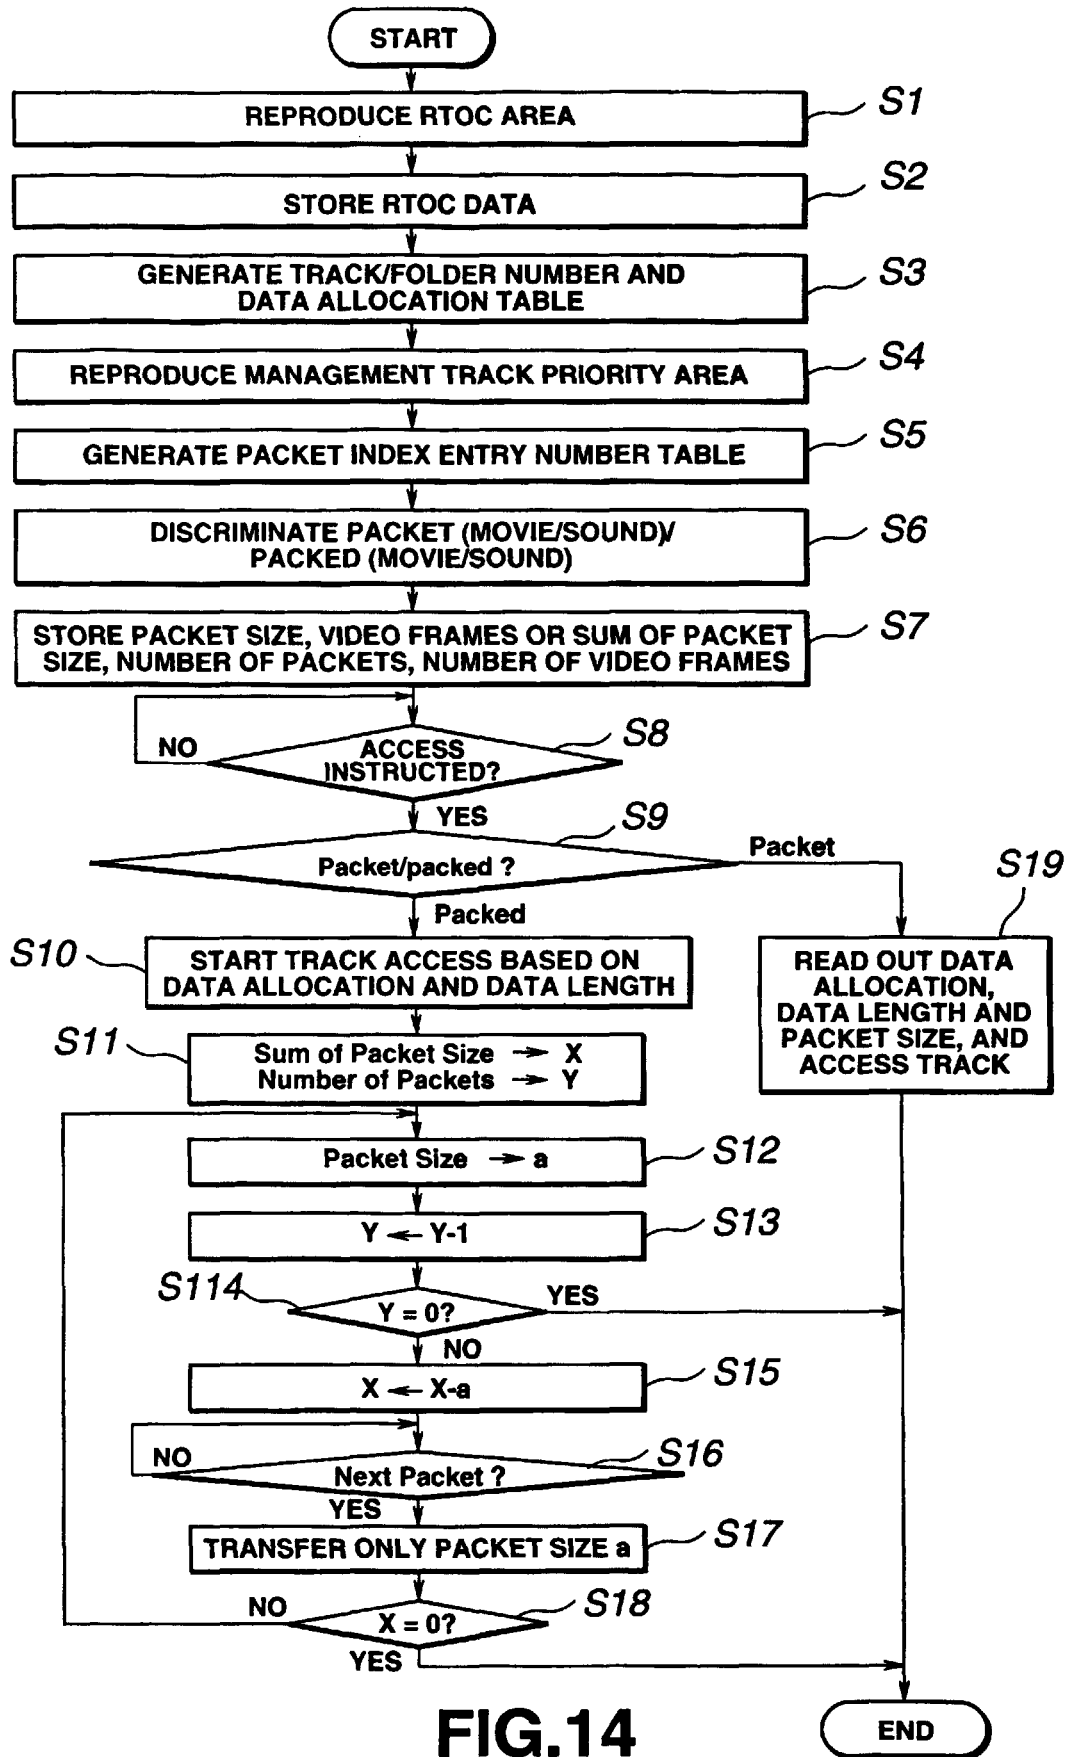 START
REPRODUCE RTOC AREA
S1
STORE RTOC DATA
S2
GENERATE TRACK/FOLDER NUMBER AND
DATA ALLOCATION TABLE
S3
REPRODUCE MANAGEMENT TRACK PRIORITY AREA
S4
GENERATE PACKET INDEX ENTRY NUMBER TABLE
S5
DISCRIMINATE PACKET (MOVIE/SOUND)/
PACKED (MOVIE/SOUND)
S6
STORE PACKET SIZE, VIDEO FRAMES OR SUM OF PACKET
SIZE, NUMBER OF PACKETS, NUMBER OF VIDEO FRAMES
S7
ACCESS
INSTRUCTED?
S8
NO
YES
Packet/packed ?
S9
Packet
Packed
S10
START TRACK ACCESS BASED ON
DATA ALLOCATION AND DATA LENGTH
S19
READ OUT DATA
ALLOCATION,
DATA LENGTH AND
PACKET SIZE, AND
ACCESS TRACK
S11
Sum of Packet Size → X
Number of Packets → Y
Packet Size → a
S12
Y ← Y-1
S13
S114
Y = 0?
YES
NO
X ← X-a
S15
NO
Next Packet ?
S16
YES
TRANSFER ONLY PACKET SIZE a
S17
NO
X = 0?
S18
YES
END
FIG.14